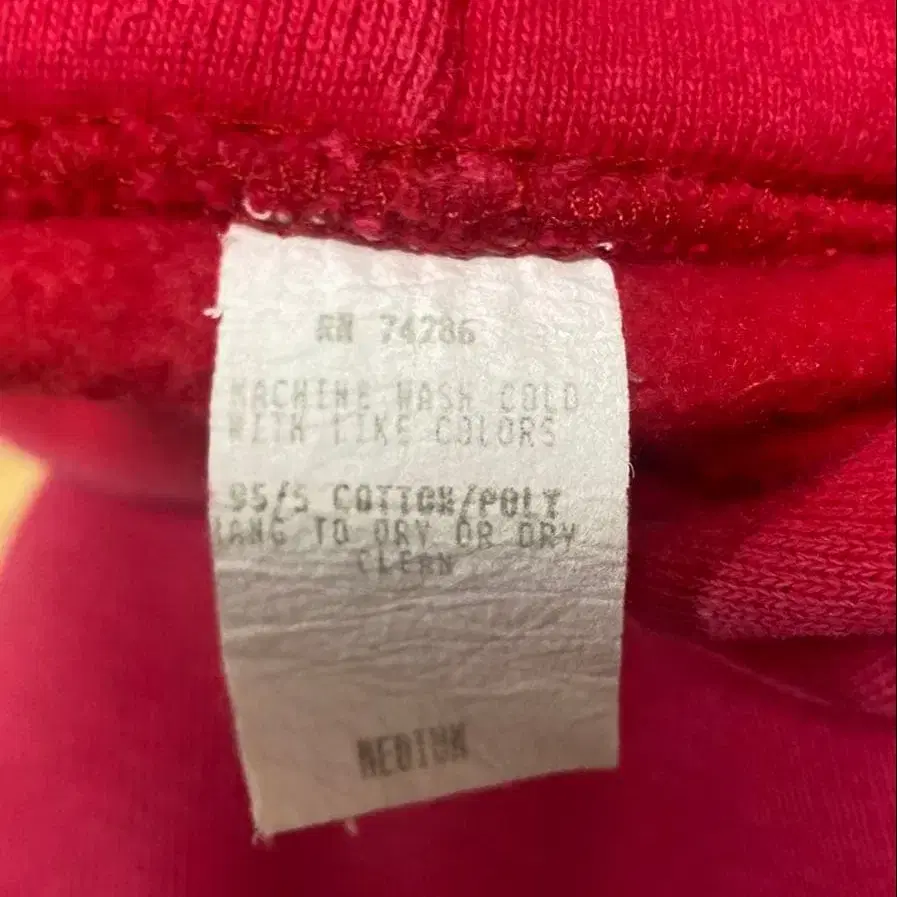 RN 74286
MACHINE WASH COLD
WITH LIKE COLORS
95/5 COTTON/POLY
HANG TO DRY OR DRY
CLEAN
MEDIUM